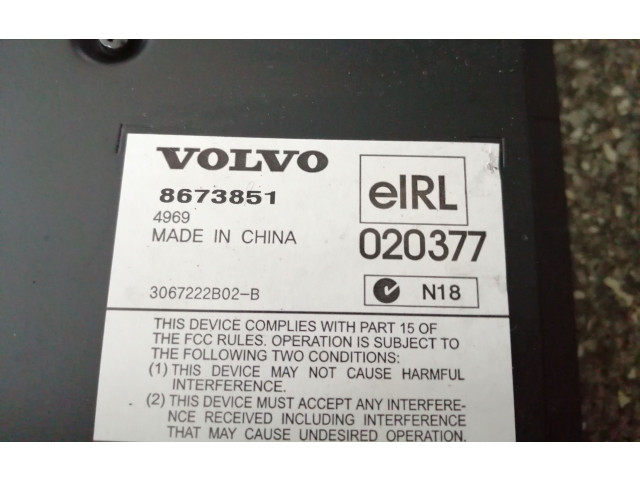 VOLVO
8673851
4969
MADE IN CHINA
3067222B02-B
eIRL
020377
N18
THIS DEVICE COMPLIES WITH PART 15 OF
THE FCC RULES. OPERATION IS SUBJECT TO
THE FOLLOWING TWO CONDITIONS:
(1) THIS DEVICE MAY NOT CAUSE HARMFUL
INTERFERENCE.
(2) THIS DEVICE MUST ACCEPT ANY INTERFERE-
NCE RECEIVED INCLUDING INTERFERENCE
THAT MAY CAUSE UNDESIRED OPERATION.